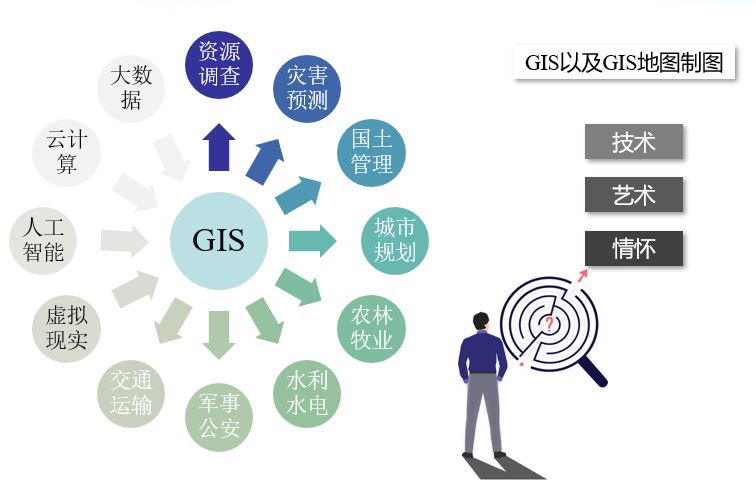 资源
调查
灾害
预测
国土
管理
城市
规划
农林
牧业
水利
水电
军事
公安
交通
运输
虚拟
现实
人工
智能
云计
算
大数
据
GIS
GIS以及GIS地图制图
技术
艺术
情怀
?